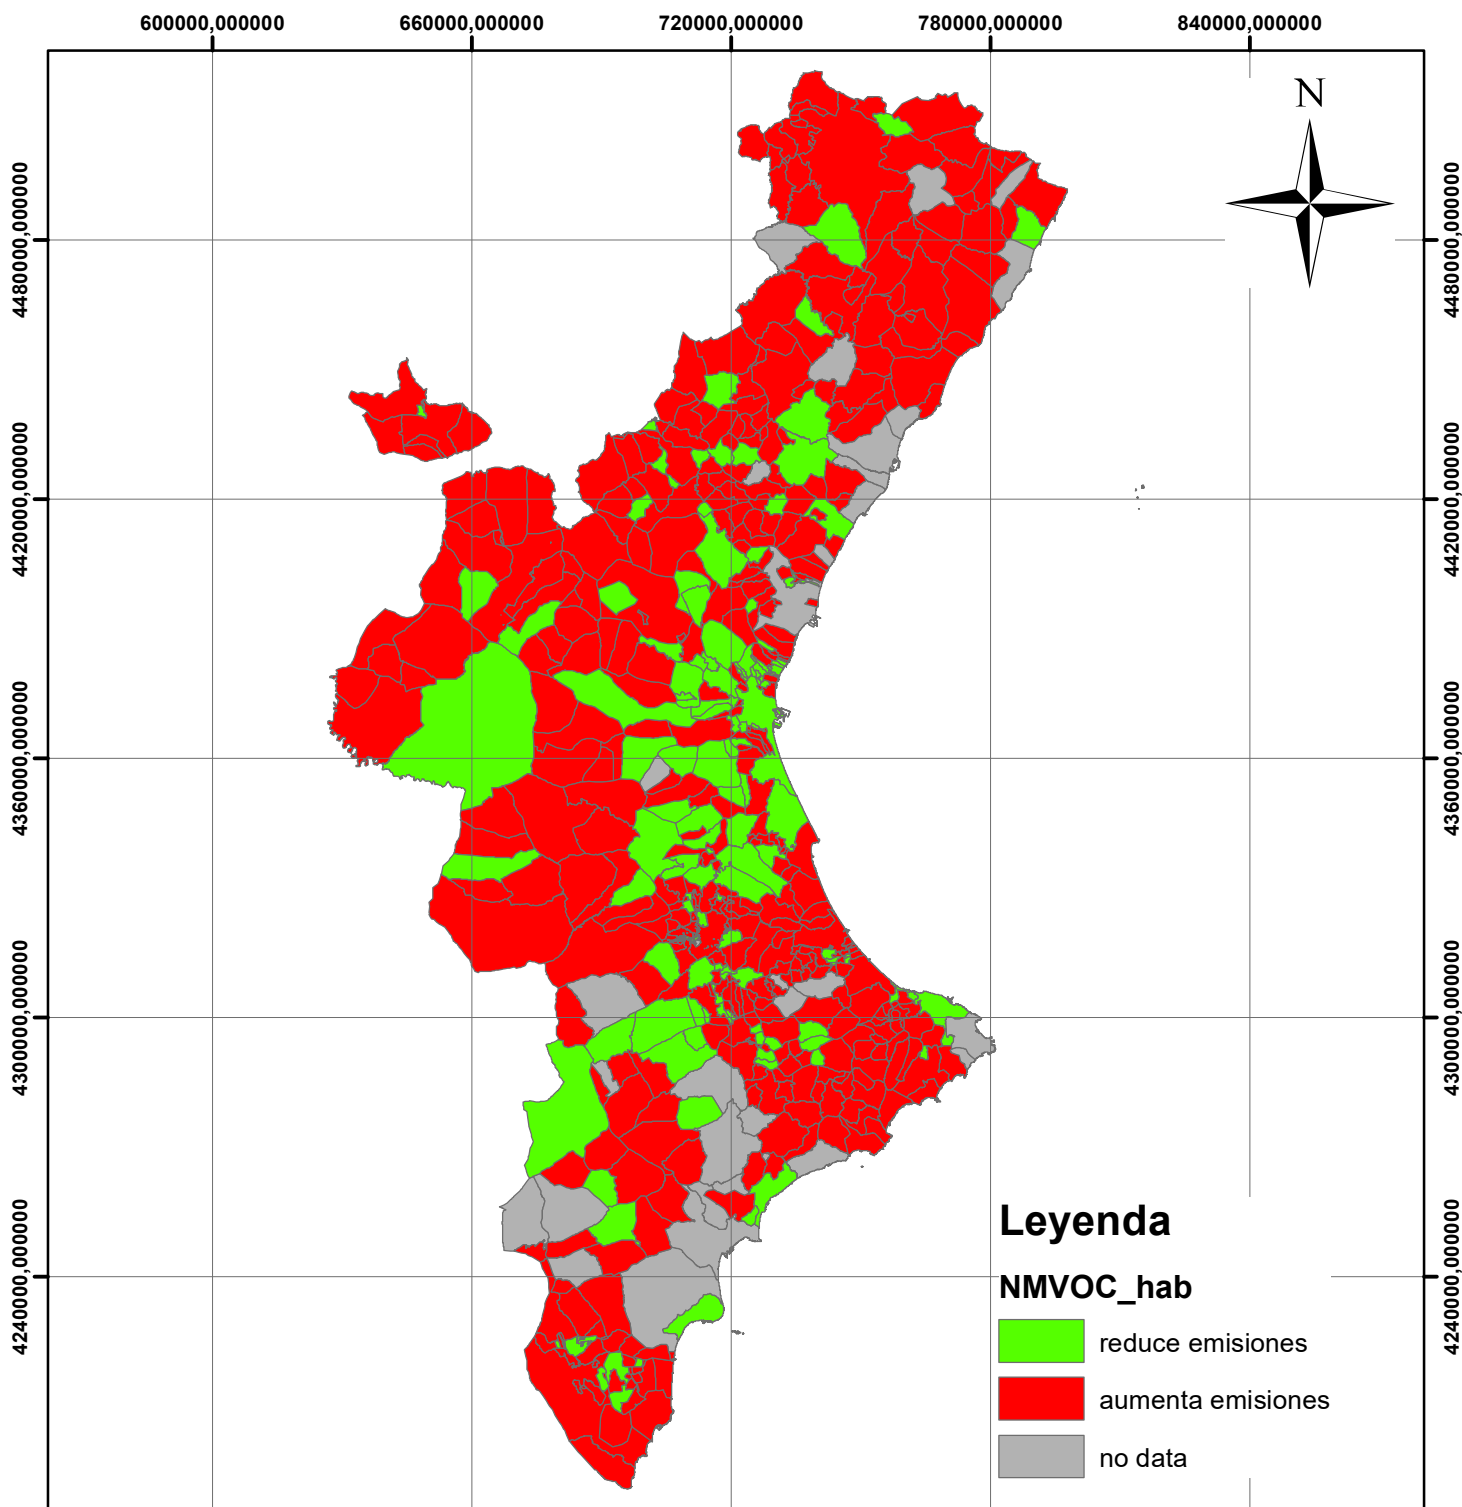 600000,000000 660000,000000 720000,000000 780000,000000 840000,000000
N
4480000,000000 4480000,000000
4420000,000000 4420000,000000
4360000,000000 4360000,000000
4300000,000000 4300000,000000
4240000,000000 4240000,000000
Leyenda
NMVOC_hab
reduce emisiones
aumenta emisiones
no data